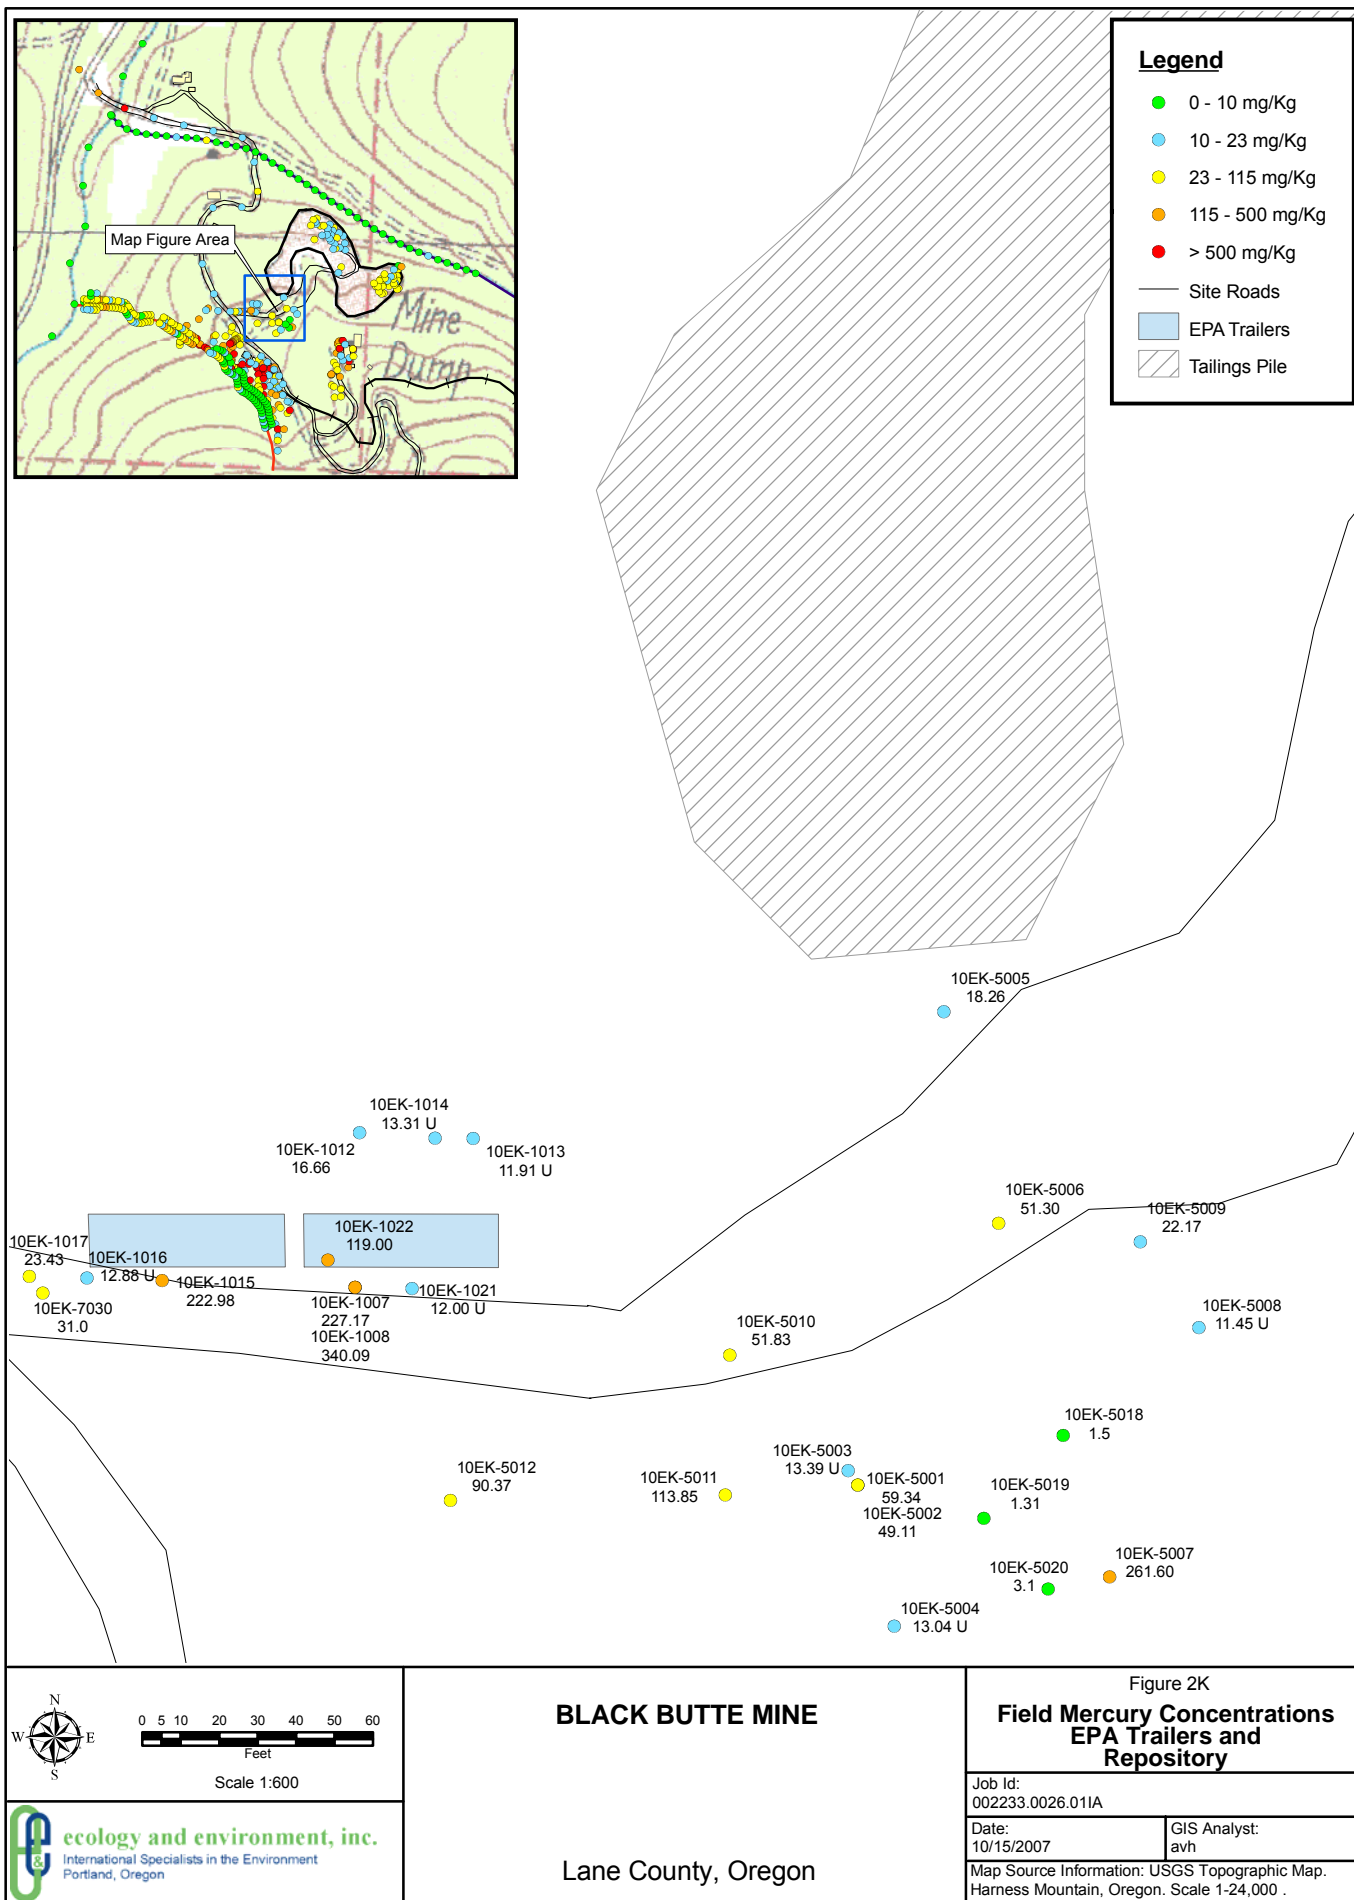 Map Figure Area
Mine
Dump
Legend
0 - 10 mg/Kg
10 - 23 mg/Kg
23 - 115 mg/Kg
115 - 500 mg/Kg
> 500 mg/Kg
Site Roads
EPA Trailers
Tailings Pile
10EK-5005
18.26
10EK-1014
13.31 U
10EK-1012
16.66
10EK-1013
11.91 U
10EK-5006
51.30
10EK-5009
22.17
10EK-1022
119.00
10EK-1017
23.43
10EK-1016
12.88 U
10EK-1015
222.98
10EK-7030
31.0
10EK-1007
227.17
10EK-1008
340.09
10EK-1021
12.00 U
10EK-5010
51.83
10EK-5008
11.45 U
10EK-5018
1.5
10EK-5012
90.37
10EK-5011
113.85
10EK-5003
13.39 U
10EK-5001
59.34
10EK-5002
49.11
10EK-5019
1.31
10EK-5020
3.1
10EK-5007
261.60
10EK-5004
13.04 U
N
W E
S
0 5 10 20 30 40 50 60
Feet
Scale 1:600
E & E
ecology and environment, inc.
International Specialists in the Environment
Portland, Oregon
BLACK BUTTE MINE
Lane County, Oregon
Figure 2K
Field Mercury Concentrations
EPA Trailers and
Repository
Job Id:
002233.0026.01IA
Date:
10/15/2007
GIS Analyst:
avh
Map Source Information: USGS Topographic Map.
Harness Mountain, Oregon. Scale 1-24,000 .